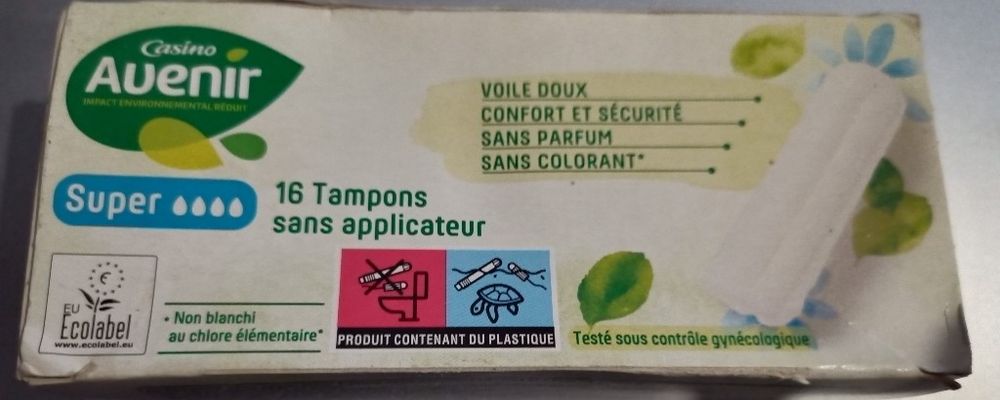 Casino
Avenir
IMPACT ENVIRONNEMENTAL RÉDUIT
VOILE DOUX
CONFORT ET SÉCURITÉ
SANS PARFUM
SANS COLORANT*
Super
16 Tampons
sans applicateur
EU
Ecolabel
www.ecolabel.eu
• Non blanchi
au chlore élémentaire*
PRODUIT CONTENANT DU PLASTIQUE
Testé sous contrôle gynécologique